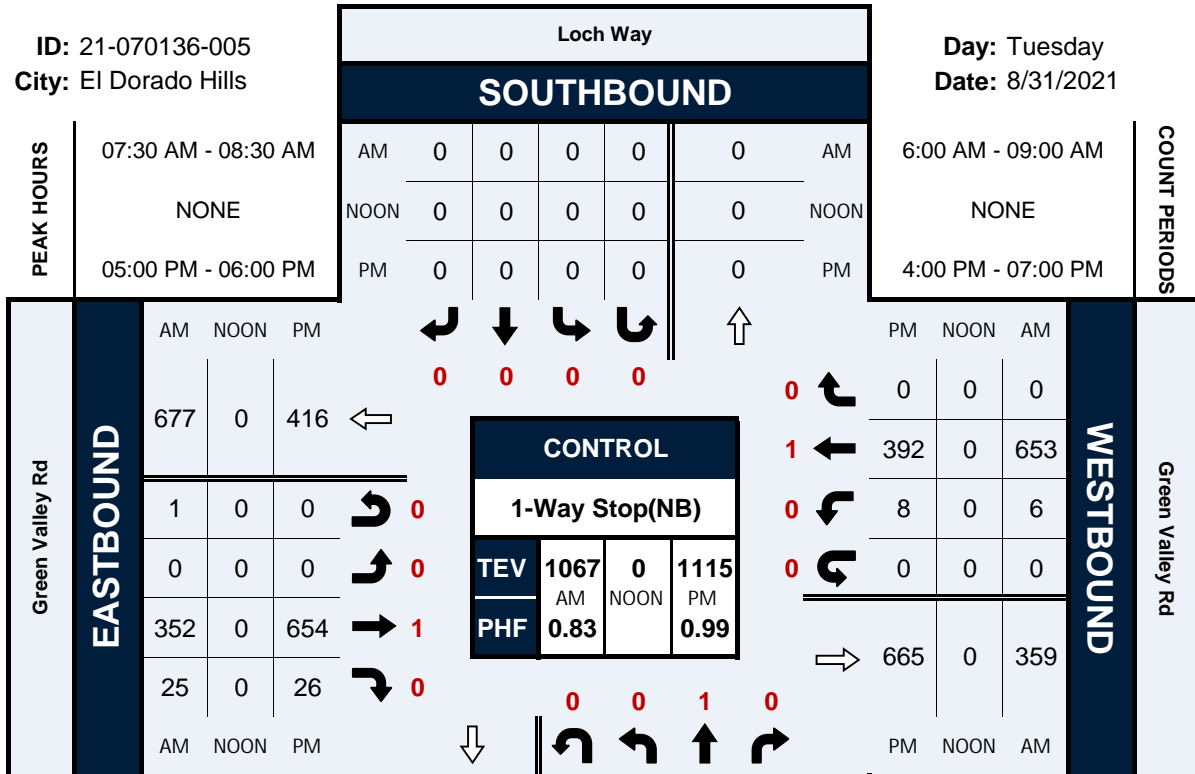 Loch Way
ID: 21-070136-005
City: El Dorado Hills
Day: Tuesday
Date: 8/31/2021
SOUTHBOUND
PEAK HOURS
07:30 AM - 08:30 AM
NONE
05:00 PM - 06:00 PM
AM 0 0 0 0 0 AM
NOON 0 0 0 0 0 NOON
PM 0 0 0 0 0 PM
6:00 AM - 09:00 AM
NONE
4:00 PM - 07:00 PM
COUNT PERIODS
0 0 0 0
Green Valley Rd
EASTBOUND
AM NOON PM
677 0 416
1 0 0 0
0 0 0 0
352 0 654 1
25 0 26 0
AM NOON PM
CONTROL
1-Way Stop(NB)
TEV 1067 0 1115
AM NOON PM
PHF 0.83 0.99
PM NOON AM
0 0 0 0
1 392 0 653
0 8 0 6
0 0 0 0
665 0 359
PM NOON AM
WESTBOUND
Green Valley Rd
0 0 1 0